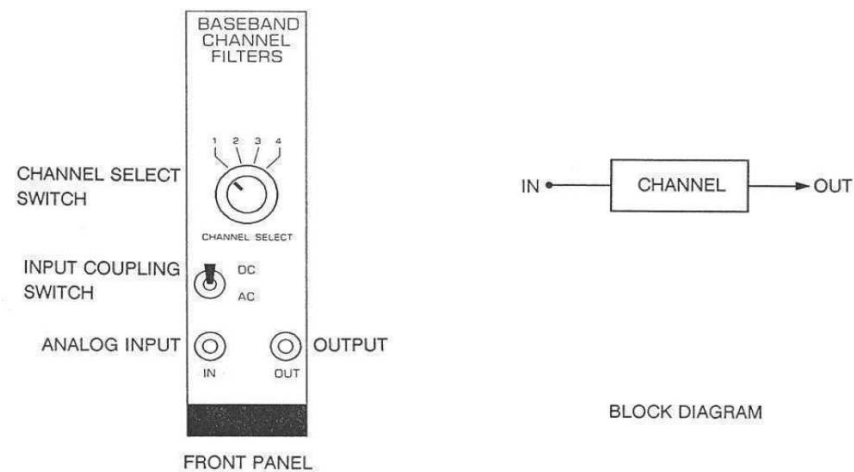 BASEBAND
CHANNEL
FILTERS
1 2 3 4
CHANNEL SELECT
SWITCH
CHANNEL SELECT
INPUT COUPLING
SWITCH
DC
AC
ANALOG INPUT
OUTPUT
IN
OUT
FRONT PANEL
IN
CHANNEL
OUT
BLOCK DIAGRAM